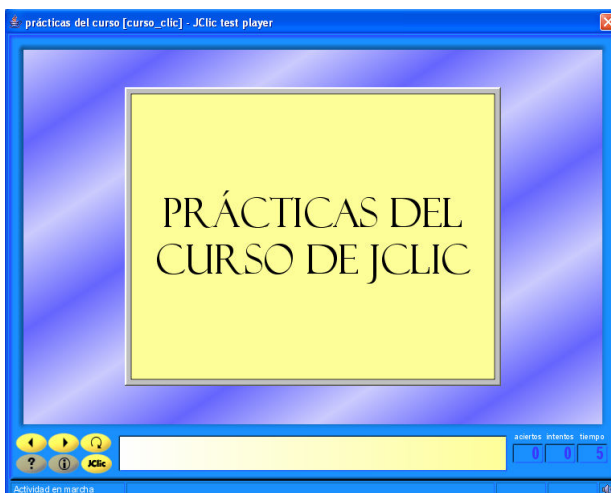 prácticas del curso [curso_clic] - JClic test player
PRÁCTICAS DEL
CURSO DE JCLIC
aciertos intentos tiempo
0 0 5
? i JClic
Actividad en marcha